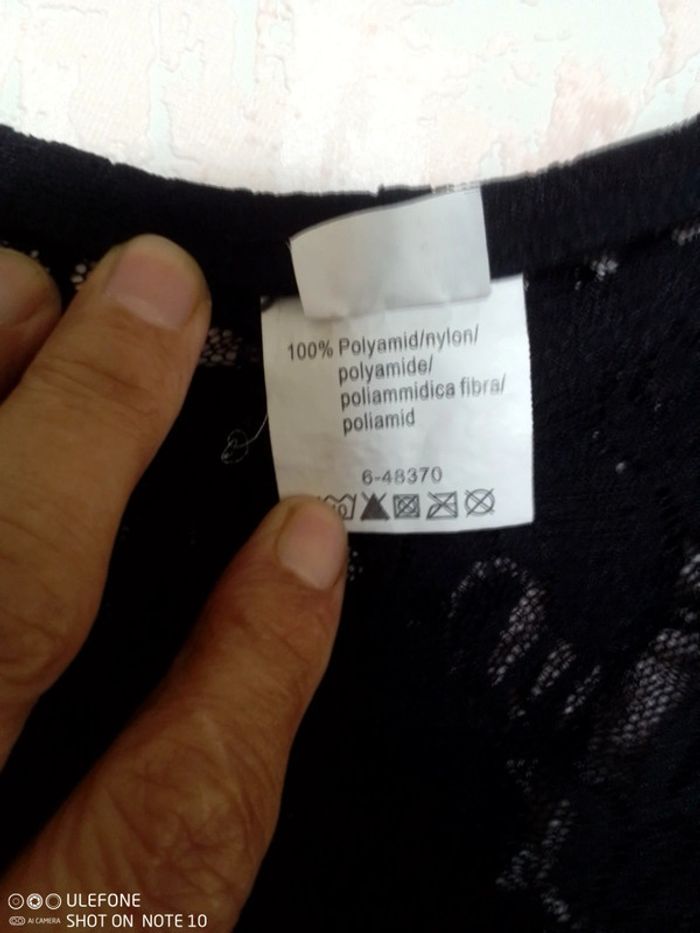 100% Polyamid/nylon/
polyamide/
poliammidica fibra/
poliamid
6-48370
ULEFONE
AI CAMERA SHOT ON NOTE 10